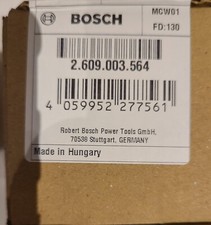 BOSCH
MCW01
FD:130
2.609.003.564
4 059952 277561
Robert Bosch Power Tools GmbH,
70538 Stuttgart, GERMANY
Made in Hungary